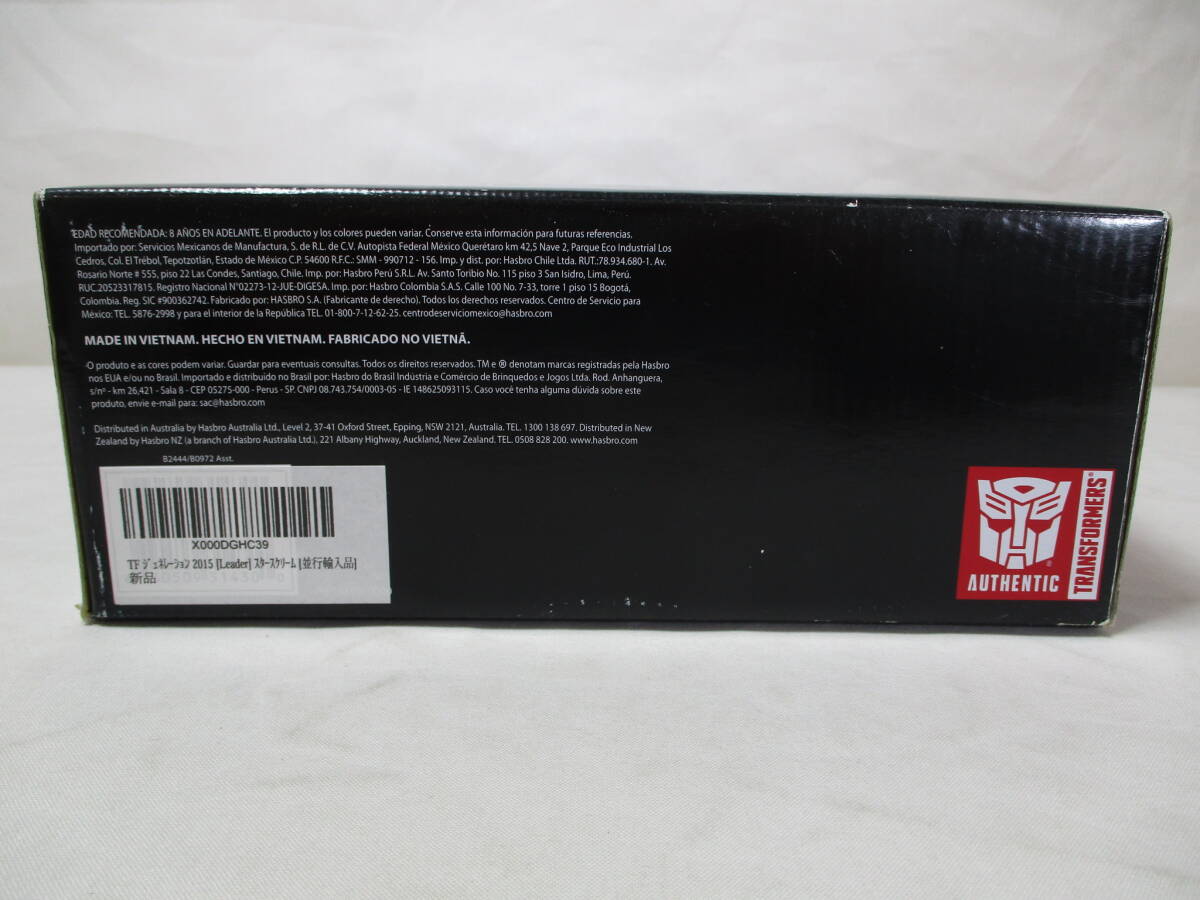 EDAD RECOMENDADA: 8 AÑOS EN ADELANTE. El producto y los colores pueden variar. Conserve esta información para futuras referencias.
Importado por: Servicios Mexicanos de Manufactura, S. de R.L. de C.V. Autopista Federal México Querétaro km 42,5 Nave 2, Parque Eco Industrial Los
Cedros, Col. El Trébol, Tepotzotlán, Estado de México C.P. 54600 R.F.C.: SMM - 990712 - 156. Imp. y dist. por: Hasbro Chile Ltda. RUT.:78.934.680-1. Av.
Rosario Norte # 555, piso 22 Las Condes, Santiago, Chile. Imp. por: Hasbro Perú S.R.L. Av. Santo Toribio No. 115 piso 3 San Isidro, Lima, Perú.
RUC.20523317815. Registro Nacional N°02273-12-JUE-DIGESA. Imp. por: Hasbro Colombia S.A.S. Calle 100 No. 7-33, torre 1 piso 15 Bogotá,
Colombia. Reg. SIC #900362742. Fabricado por: HASBRO S.A. (Fabricante de derecho). Todos los derechos reservados. Centro de Servicio para
México: TEL. 5876-2998 y para el interior de la República TEL. 01-800-7-12-62-25. centrodeserviciomexico@hasbro.com
MADE IN VIETNAM. HECHO EN VIETNAM. FABRICADO NO VIETNÃ.
O produto e as cores podem variar. Guardar para eventuais consultas. Todos os direitos reservados. TM e ® denotam marcas registradas pela Hasbro
nos EUA e/ou no Brasil. Importado e distribuido no Brasil por: Hasbro do Brasil Indústria e Comércio de Brinquedos e Jogos Ltda. Rod. Anhanguera,
s/nº - km 26,421 - Sala 8 - CEP 05275-000 - Perus - SP. CNPJ 08.743.754/0003-05 - IE 148625093115. Caso você tenha alguma dúvida sobre este
produto, envie e-mail para: sac@hasbro.com
Distributed in Australia by Hasbro Australia Ltd., Level 2, 37-41 Oxford Street, Epping, NSW 2121, Australia. TEL. 1300 138 697. Distributed in New
Zealand by Hasbro NZ (a branch of Hasbro Australia Ltd.), 221 Albany Highway, Auckland, New Zealand. TEL. 0508 828 200. www.hasbro.com
B2444/B0972 Asst.
X000DGHC39
TF ｼﾞｪﾈﾚｰｼｮﾝ 2015 [Leader] ｽﾀｰｽｸﾘｰﾑ [並行輸入品]
新品
AUTHENTIC
TRANSFORMERS®